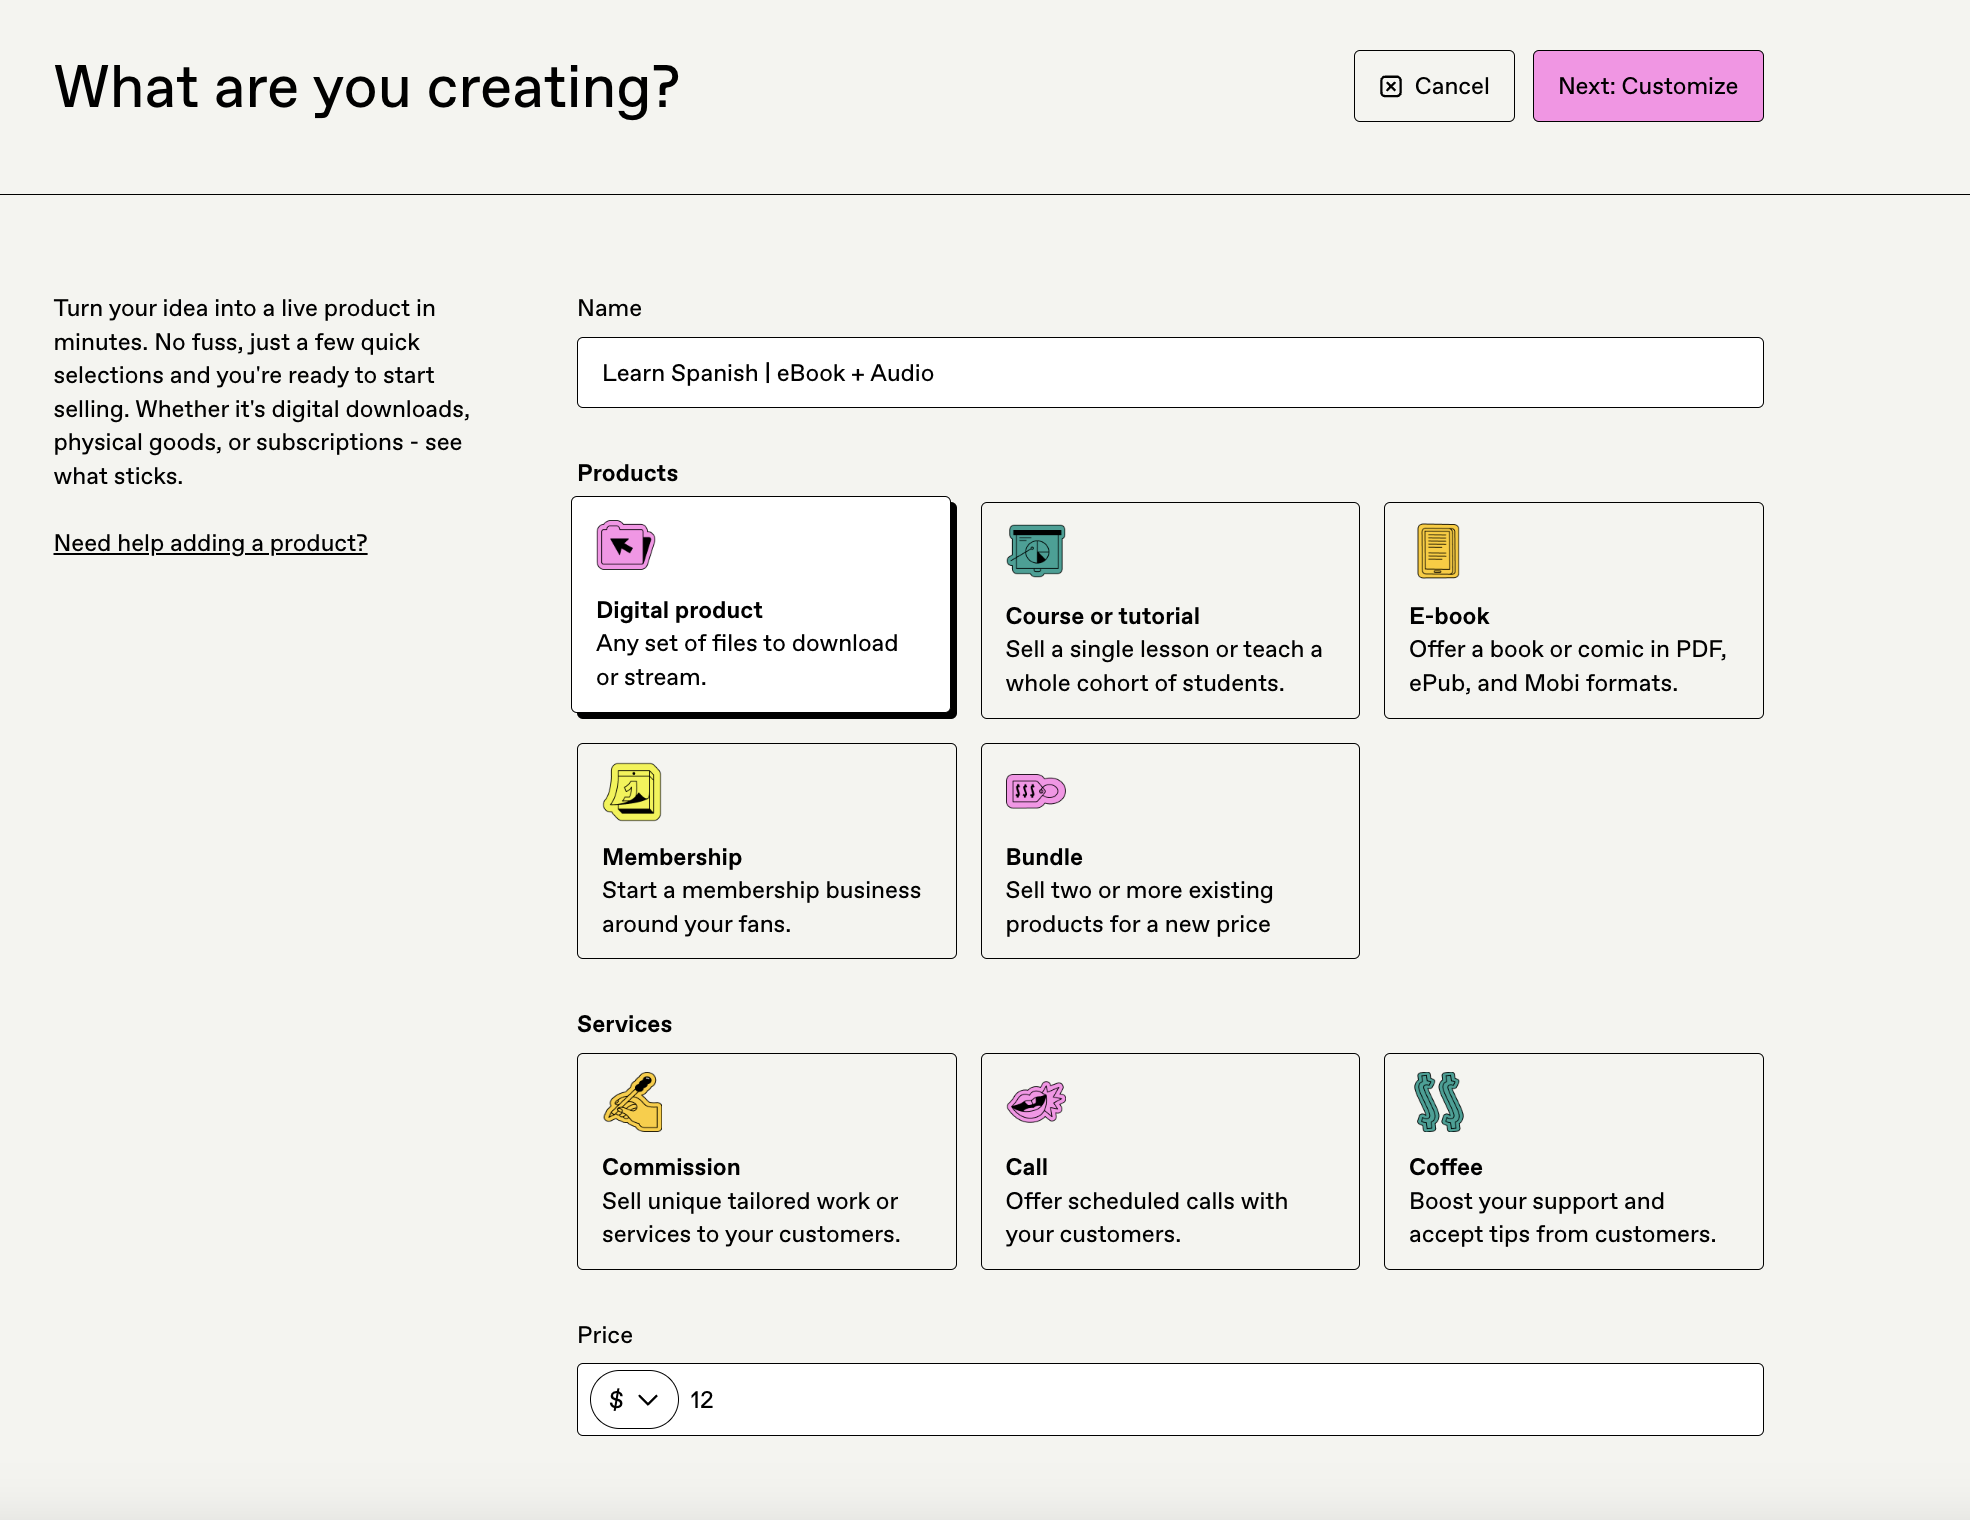 What are you creating?
Cancel
Next: Customize
Turn your idea into a live product in
minutes. No fuss, just a few quick
selections and you're ready to start
selling. Whether it's digital downloads,
physical goods, or subscriptions - see
what sticks.
Need help adding a product?
Name
Learn Spanish | eBook + Audio
Products
Digital product
Any set of files to download
or stream.
Course or tutorial
Sell a single lesson or teach a
whole cohort of students.
E-book
Offer a book or comic in PDF,
ePub, and Mobi formats.
Membership
Start a membership business
around your fans.
$$$
Bundle
Sell two or more existing
products for a new price
Services
Commission
Sell unique tailored work or
services to your customers.
Call
Offer scheduled calls with
your customers.
Coffee
Boost your support and
accept tips from customers.
Price
$ 12